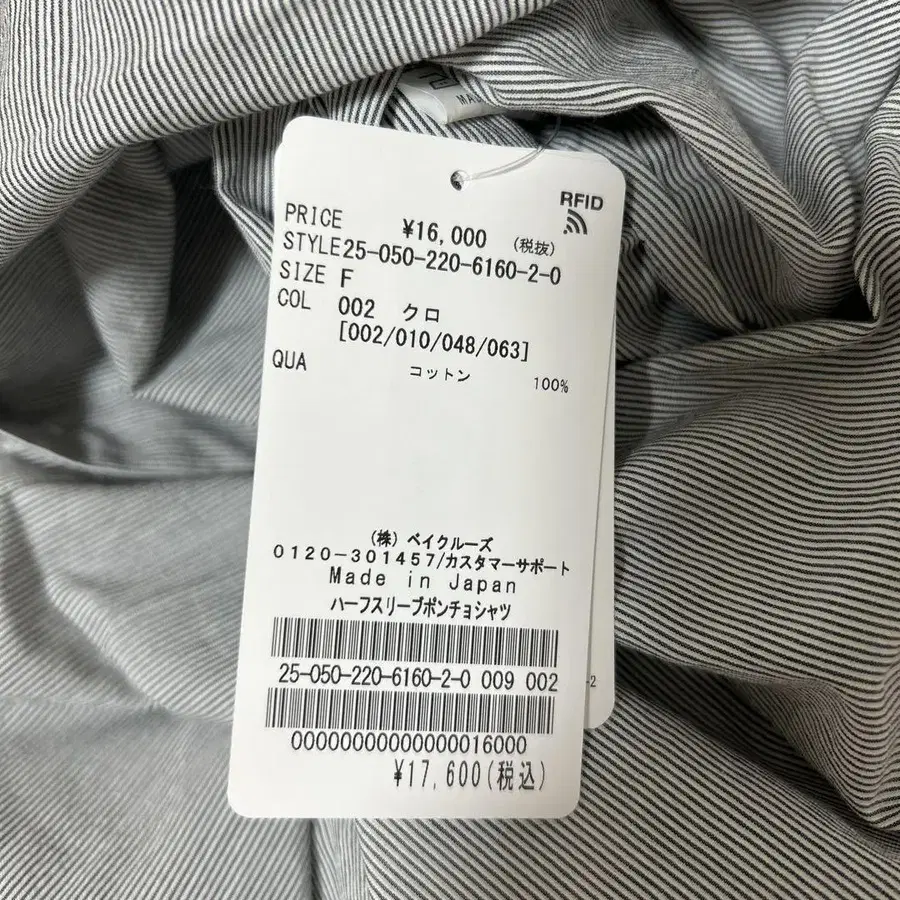 MA
RFID
PRICE ¥16,000 (税抜)
STYLE25-050-220-6160-2-0
SIZE F
COL 002 クロ
[002/010/048/063]
QUA コットン 100%
(株) ベイクルーズ
0120-301457/カスタマーサポート
Made in Japan
ハーフスリーブポンチョシャツ
25-050-220-6160-2-0 009 002
-2
00000000000000016000
¥17,600(税込)